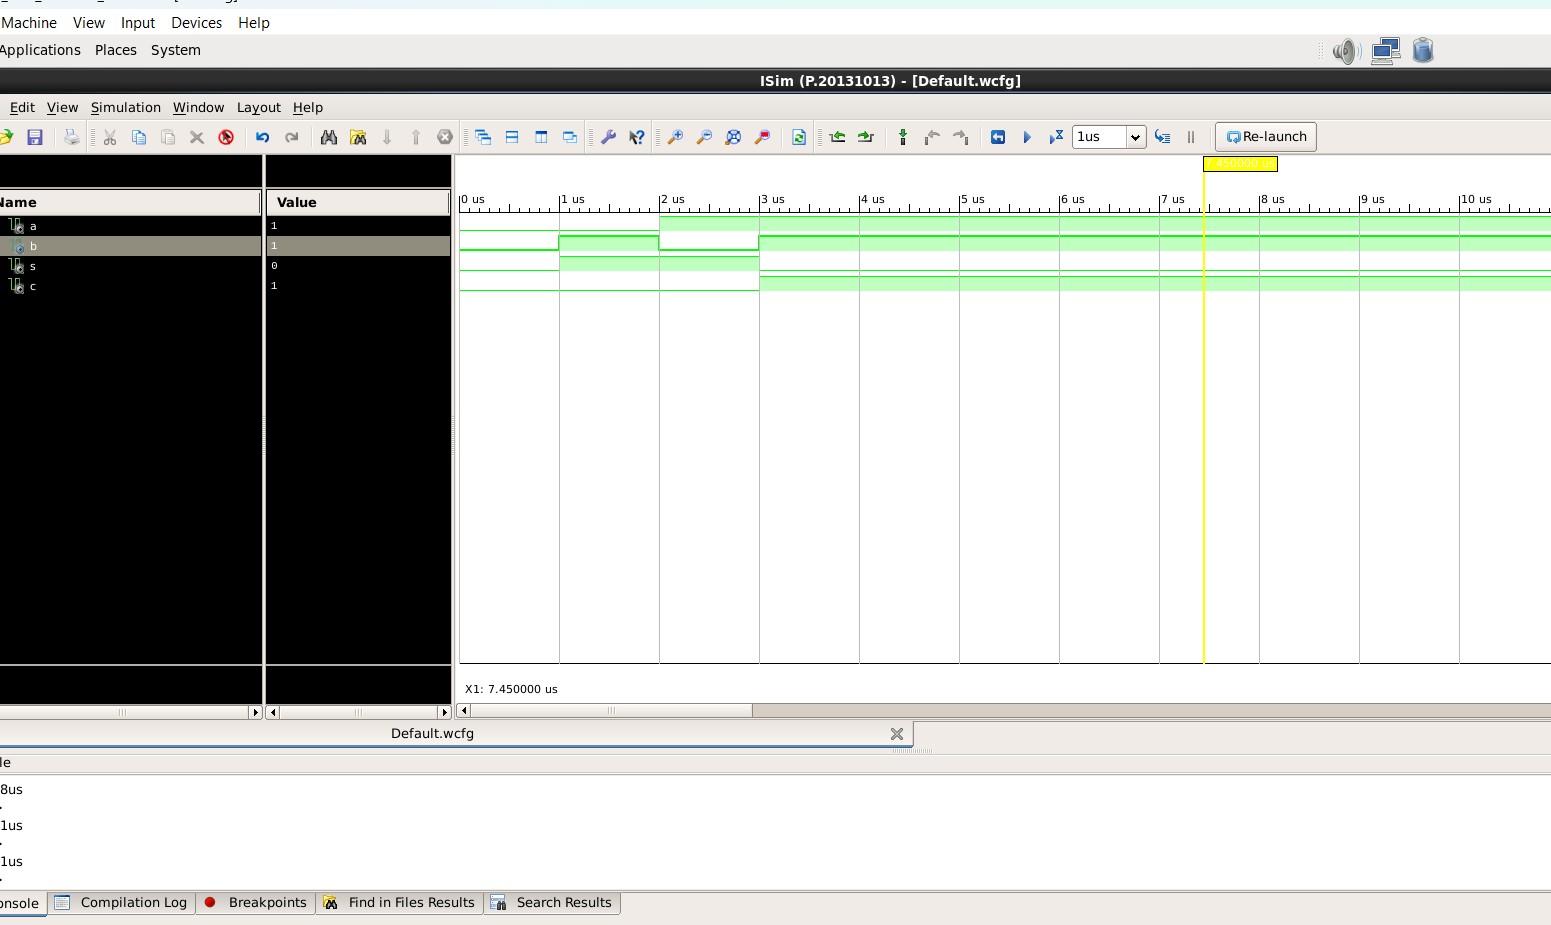 Machine View Input Devices Help
Applications Places System
ISim (P.20131013) - [Default.wcfg]
Edit View Simulation Window Layout Help
1us Re-launch
7.450000 us
Name Value 0 us 1 us 2 us 3 us 4 us 5 us 6 us 7 us 8 us 9 us 10 us
a 1
b 1
s 0
c 1
X1: 7.450000 us
Default.wcfg
le
8us
1us
1us
onsole Compilation Log Breakpoints Find in Files Results Search Results